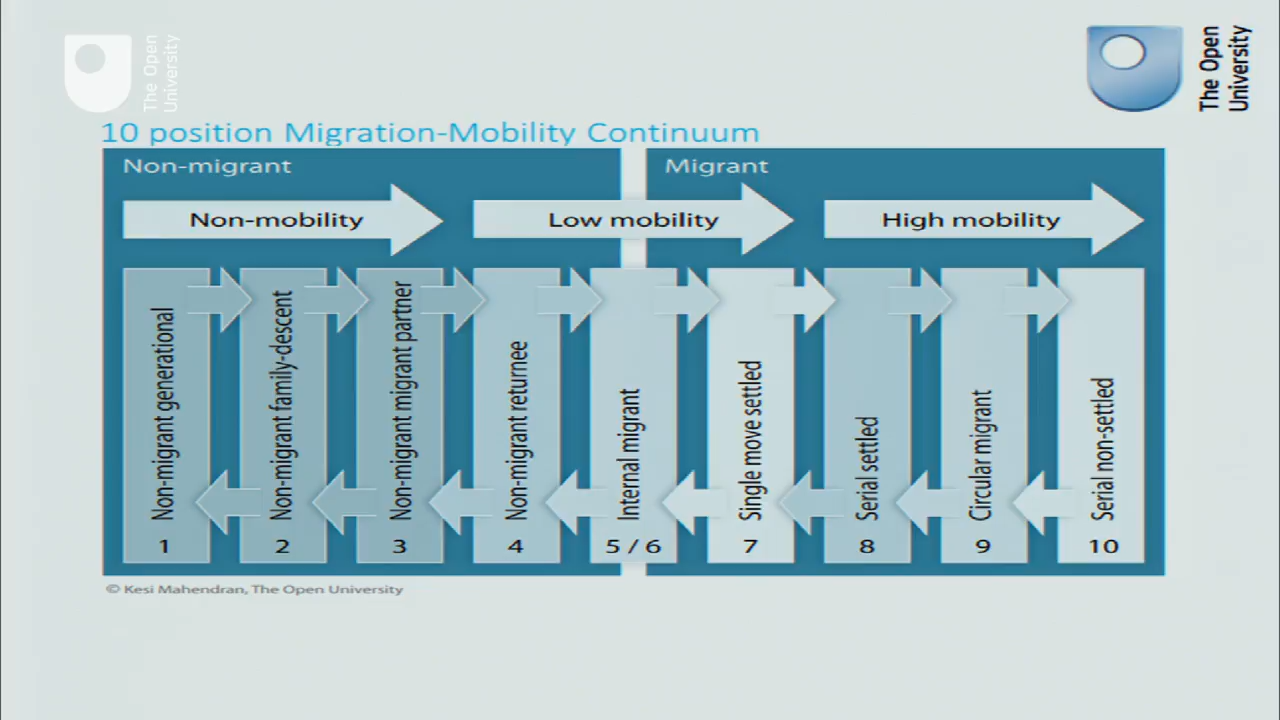 The Open
University
The Open
University
10 position Migration-Mobility Continuum
Non-migrant
Migrant
Non-mobility
Low mobility
High mobility
Non-migrant generational
Non-migrant family-descent
Non-migrant migrant partner
Non-migrant returnee
Internal migrant
Single move settled
Serial settled
Circular migrant
Serial non-settled
1
2
3
4
5 / 6
7
8
9
10
© Kesi Mahendran, The Open University